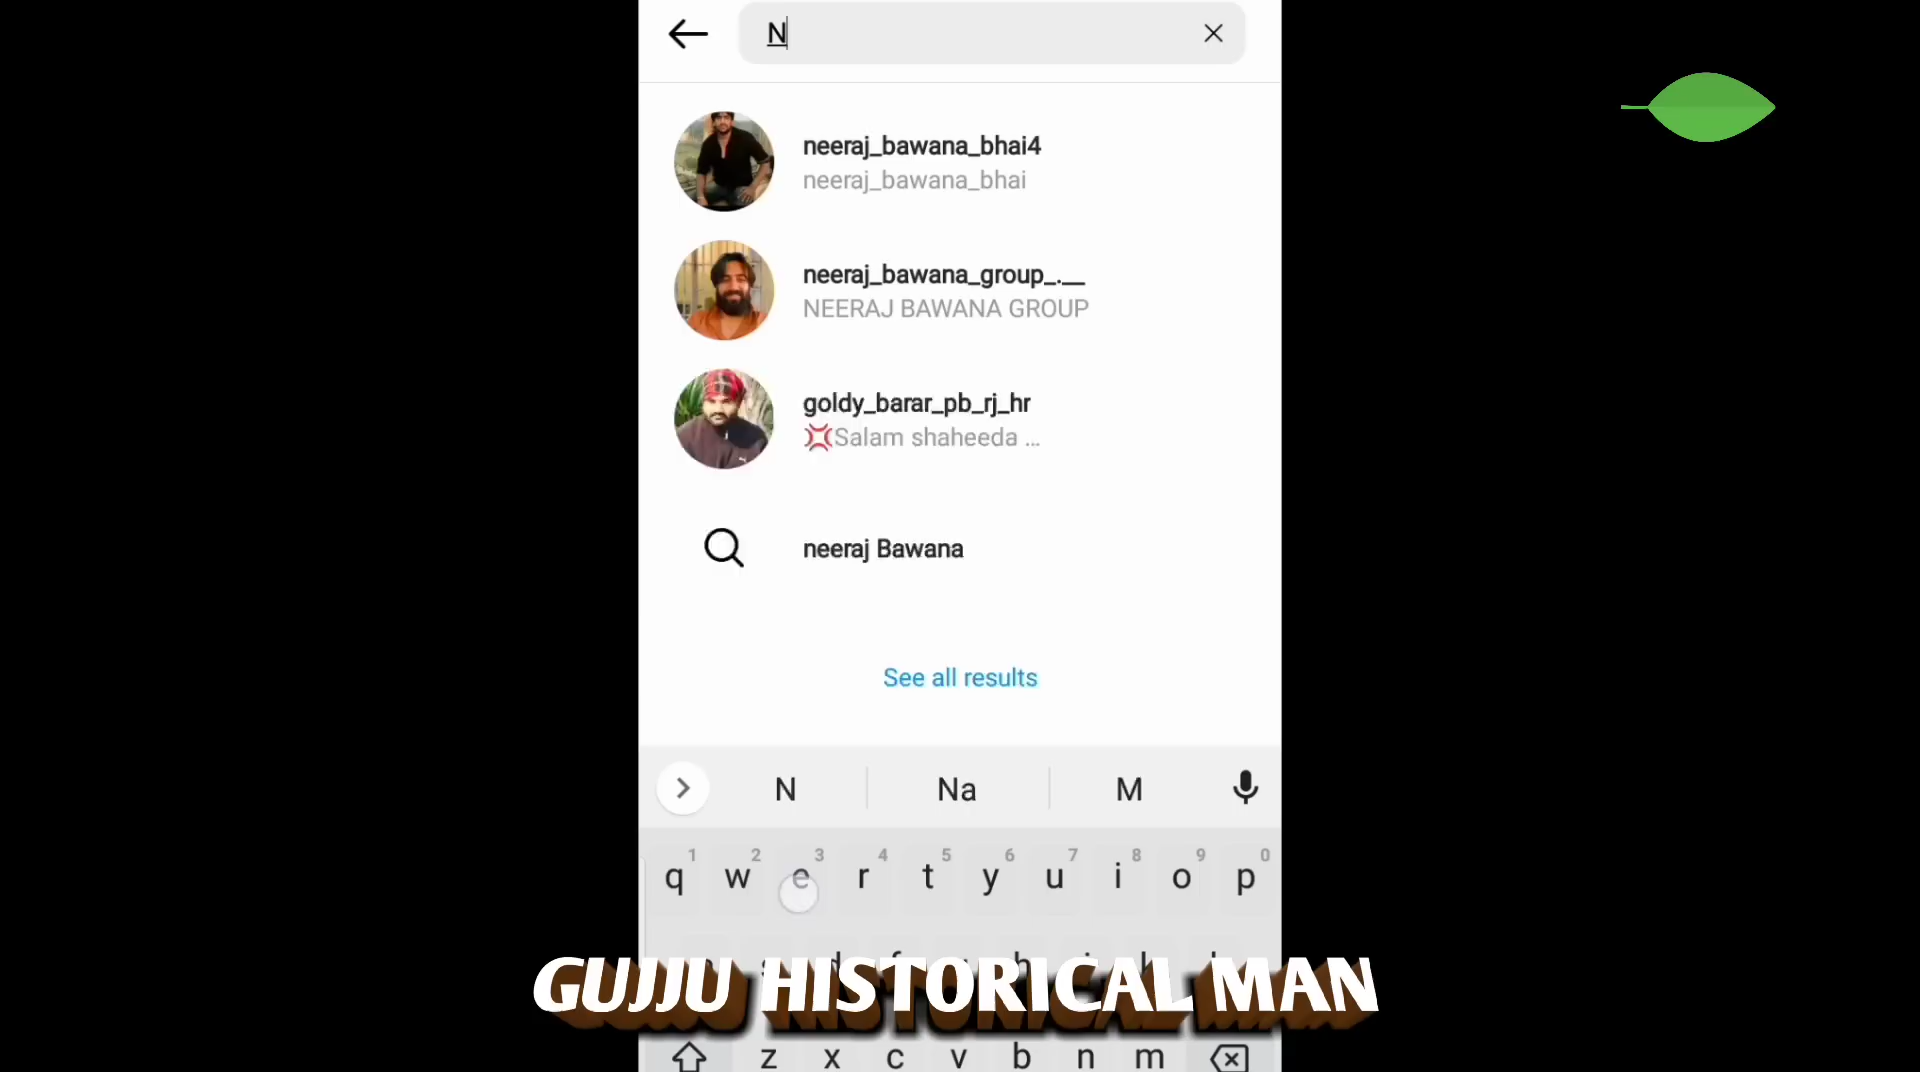 N
neeraj_bawana_bhai4
neeraj_bawana_bhai
neeraj_bawana_group_.__
NEERAJ BAWANA GROUP
goldy_barar_pb_rj_hr
💢Salam shaheeda ...
neeraj Bawana
See all results
N Na M
1 2 3 4 5 6 7 8 9 0
q w e r t y u i o p
GUJJU HISTORICAL MAN
z x c v b n m